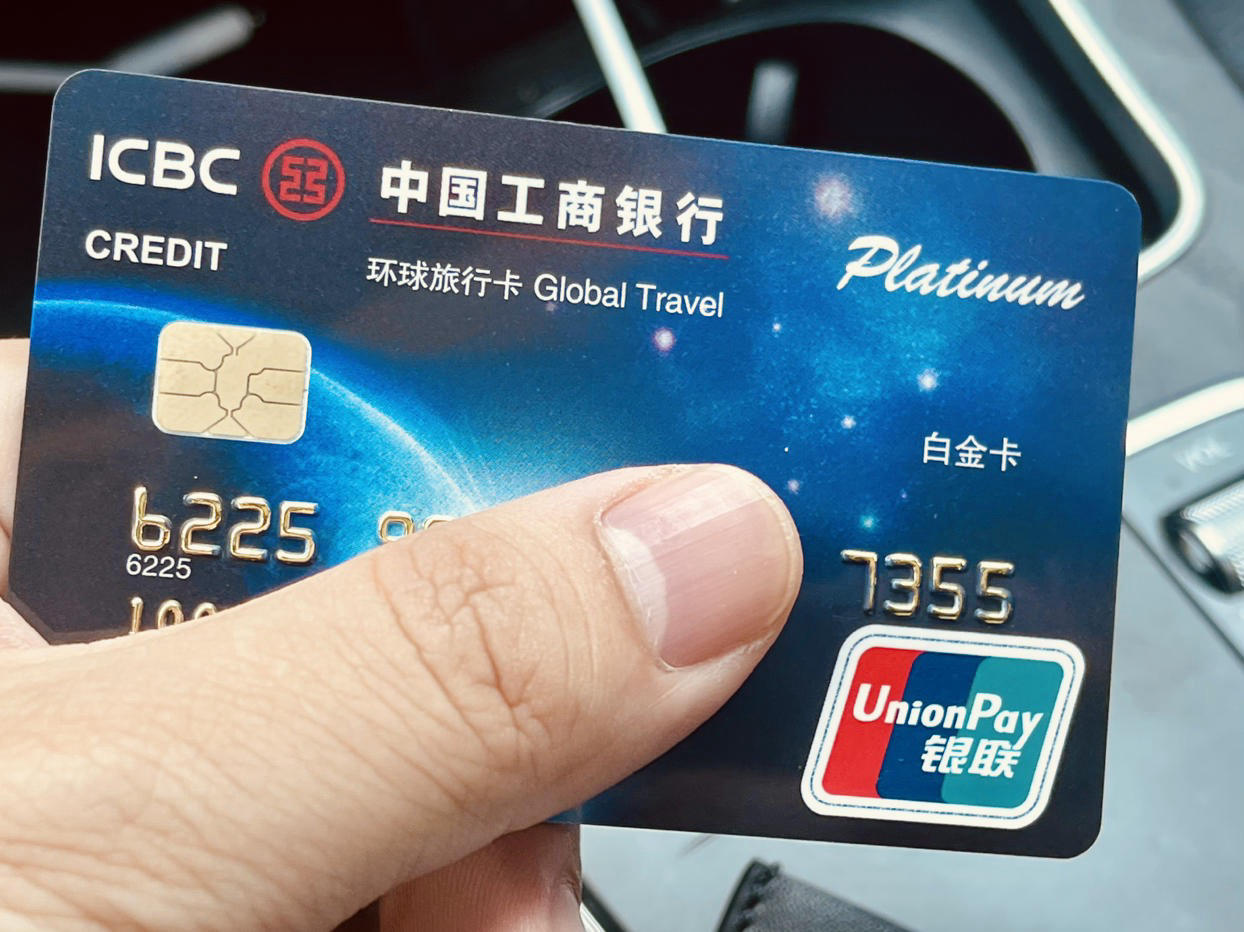 ICBC 中国工商银行
CREDIT
环球旅行卡 Global Travel
Platinum
白金卡
6225 7355
6225
UnionPay
银联